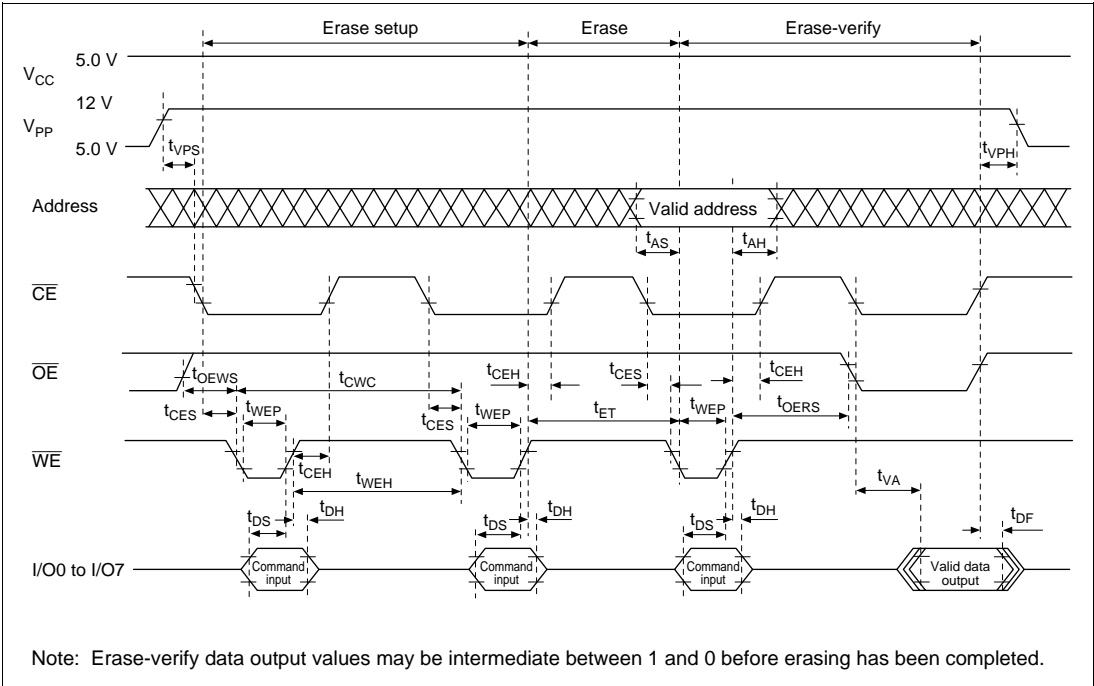 Erase setup Erase Erase-verify
VCC 5.0 V
12 V
VPP
5.0 V
tVPS tVPH
Address Valid address
tAS tAH
CE
OE
tOEWS tCWC tCEH tCES tCEH
tCES tWEP tCES tWEP tET tWEP tOERS
WE
tCEH
tWEH tVA
tDS tDH tDS tDH tDS tDH tDF
I/O0 to I/O7 Command input Command input Command input Valid data output
Note: Erase-verify data output values may be intermediate between 1 and 0 before erasing has been completed.